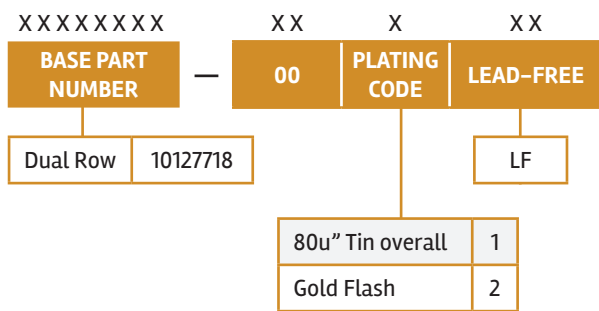 XXXXXXXX XX X XX
BASE PART NUMBER — 00 PLATING CODE LEAD-FREE
Dual Row 10127718 LF
80u” Tin overall 1
Gold Flash 2